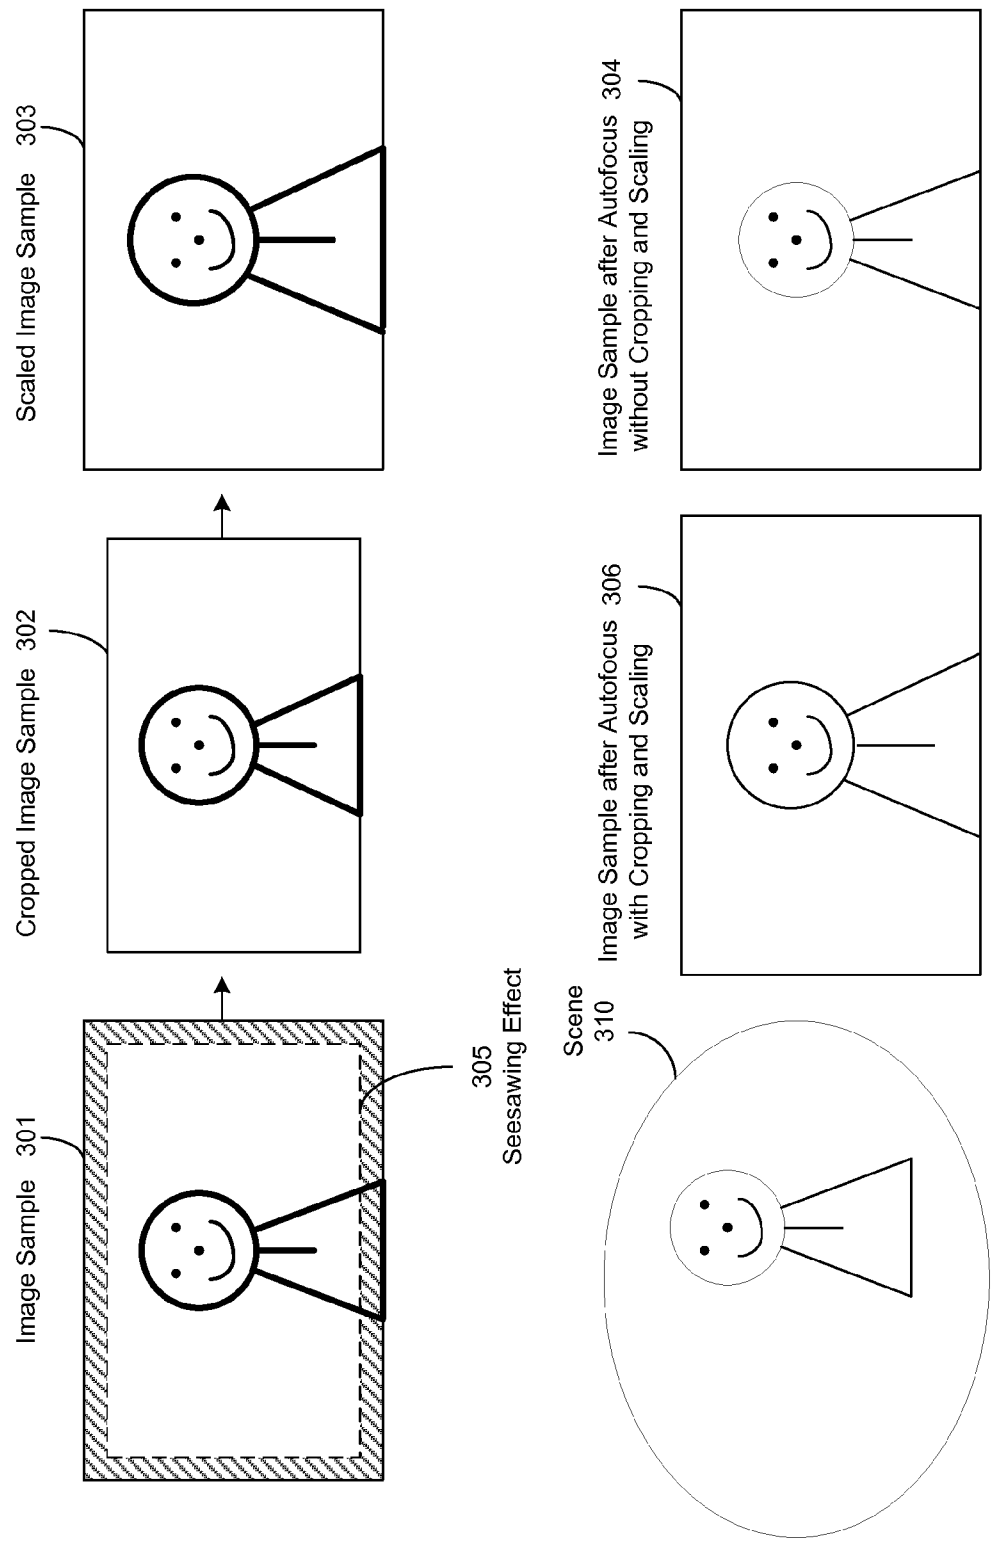 Image Sample 301
Cropped Image Sample 302
Scaled Image Sample 303
305
Seesawing Effect
Scene
310
Image Sample after Autofocus 306
with Cropping and Scaling
Image Sample after Autofocus 304
without Cropping and Scaling